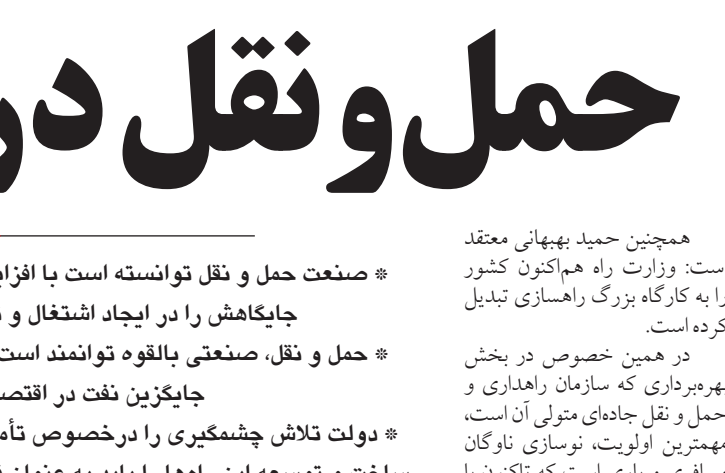 حمل و نقل در
همچنین حمید بهبهانی معتقد
است: وزارت راه هم‌اکنون کشور
را به کارگاه بزرگ راهسازی تبدیل
کرده است.
در همین خصوص در بخش
بهره‌برداری که سازمان راهداری و
حمل و نقل جاده‌ای متولی آن است،
مهمترین اولویت، نوسازی ناوگان
* صنعت حمل و نقل توانسته است با
جایگاهش را در ایجاد اشتغال و
* حمل و نقل، صنعتی بالقوه توانمند است
جایگزین نفت در
* دولت تلاش چشمگیری را درخصوص